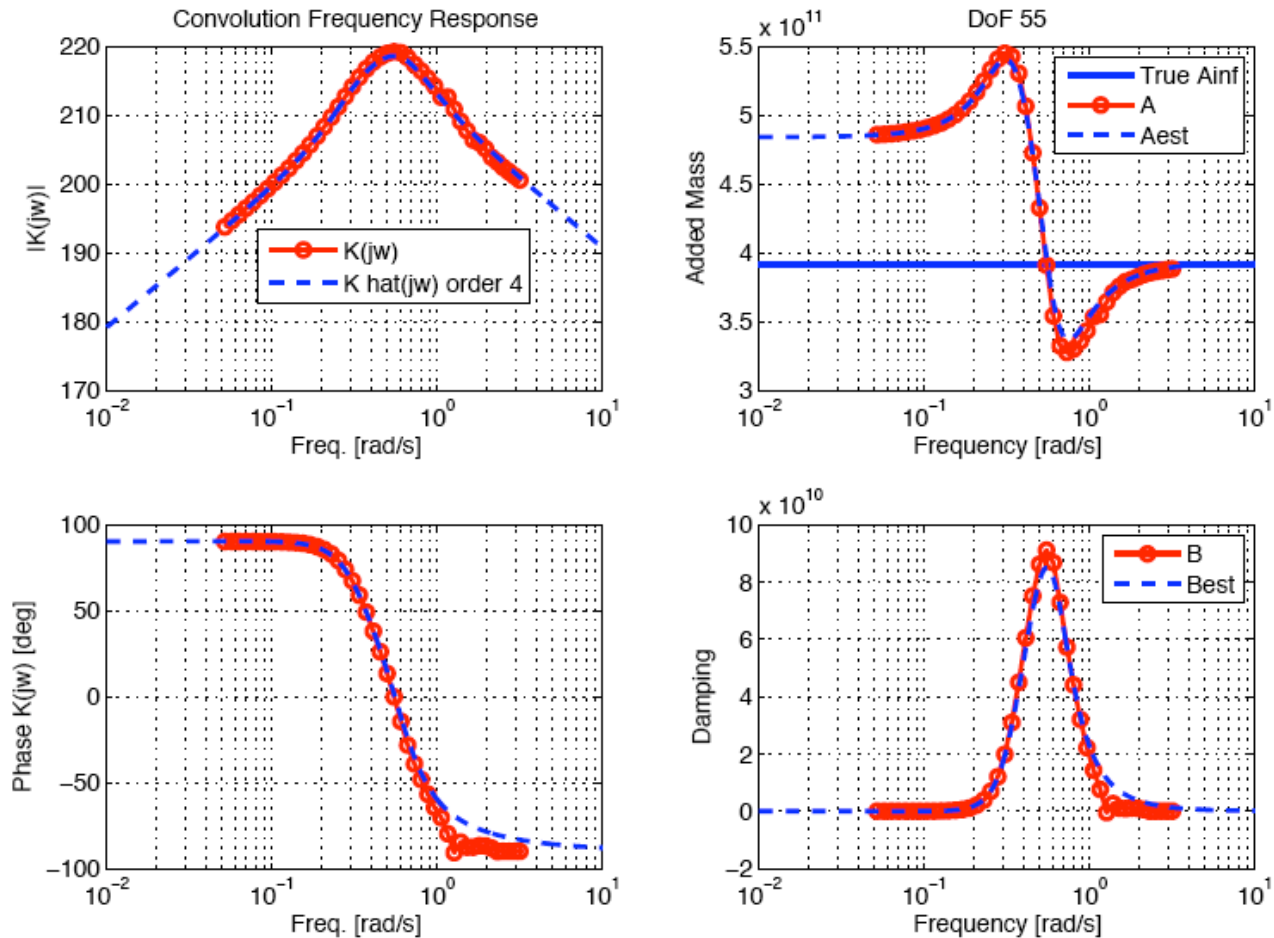 Convolution Frequency Response
220
210
200
190
180
170
|K(jw)|
K(jw)
K hat(jw) order 4
10^-2
10^-1
10^0
10^1
Freq. [rad/s]
DoF 55
x 10^11
5.5
5
4.5
4
3.5
3
Added Mass
True Ainf
A
Aest
10^-2
10^-1
10^0
10^1
Frequency [rad/s]
100
50
0
−50
−100
Phase K(jw) [deg]
10^-2
10^-1
10^0
10^1
Freq. [rad/s]
x 10^10
10
8
6
4
2
0
−2
Damping
B
Best
10^-2
10^-1
10^0
10^1
Frequency [rad/s]